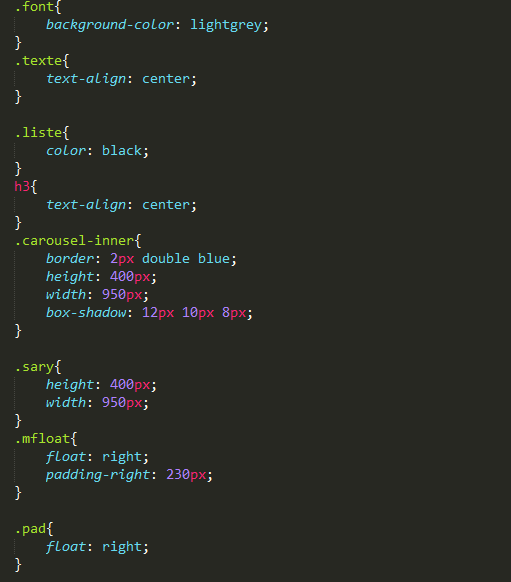 .font{
    background-color: lightgrey;
}
.texte{
    text-align: center;
}

.liste{
    color: black;
}
h3{
    text-align: center;
}
.carousel-inner{
    border: 2px double blue;
    height: 400px;
    width: 950px;
    box-shadow: 12px 10px 8px;
}

.sary{
    height: 400px;
    width: 950px;
}
.mfloat{
    float: right;
    padding-right: 230px;
}

.pad{
    float: right;
}